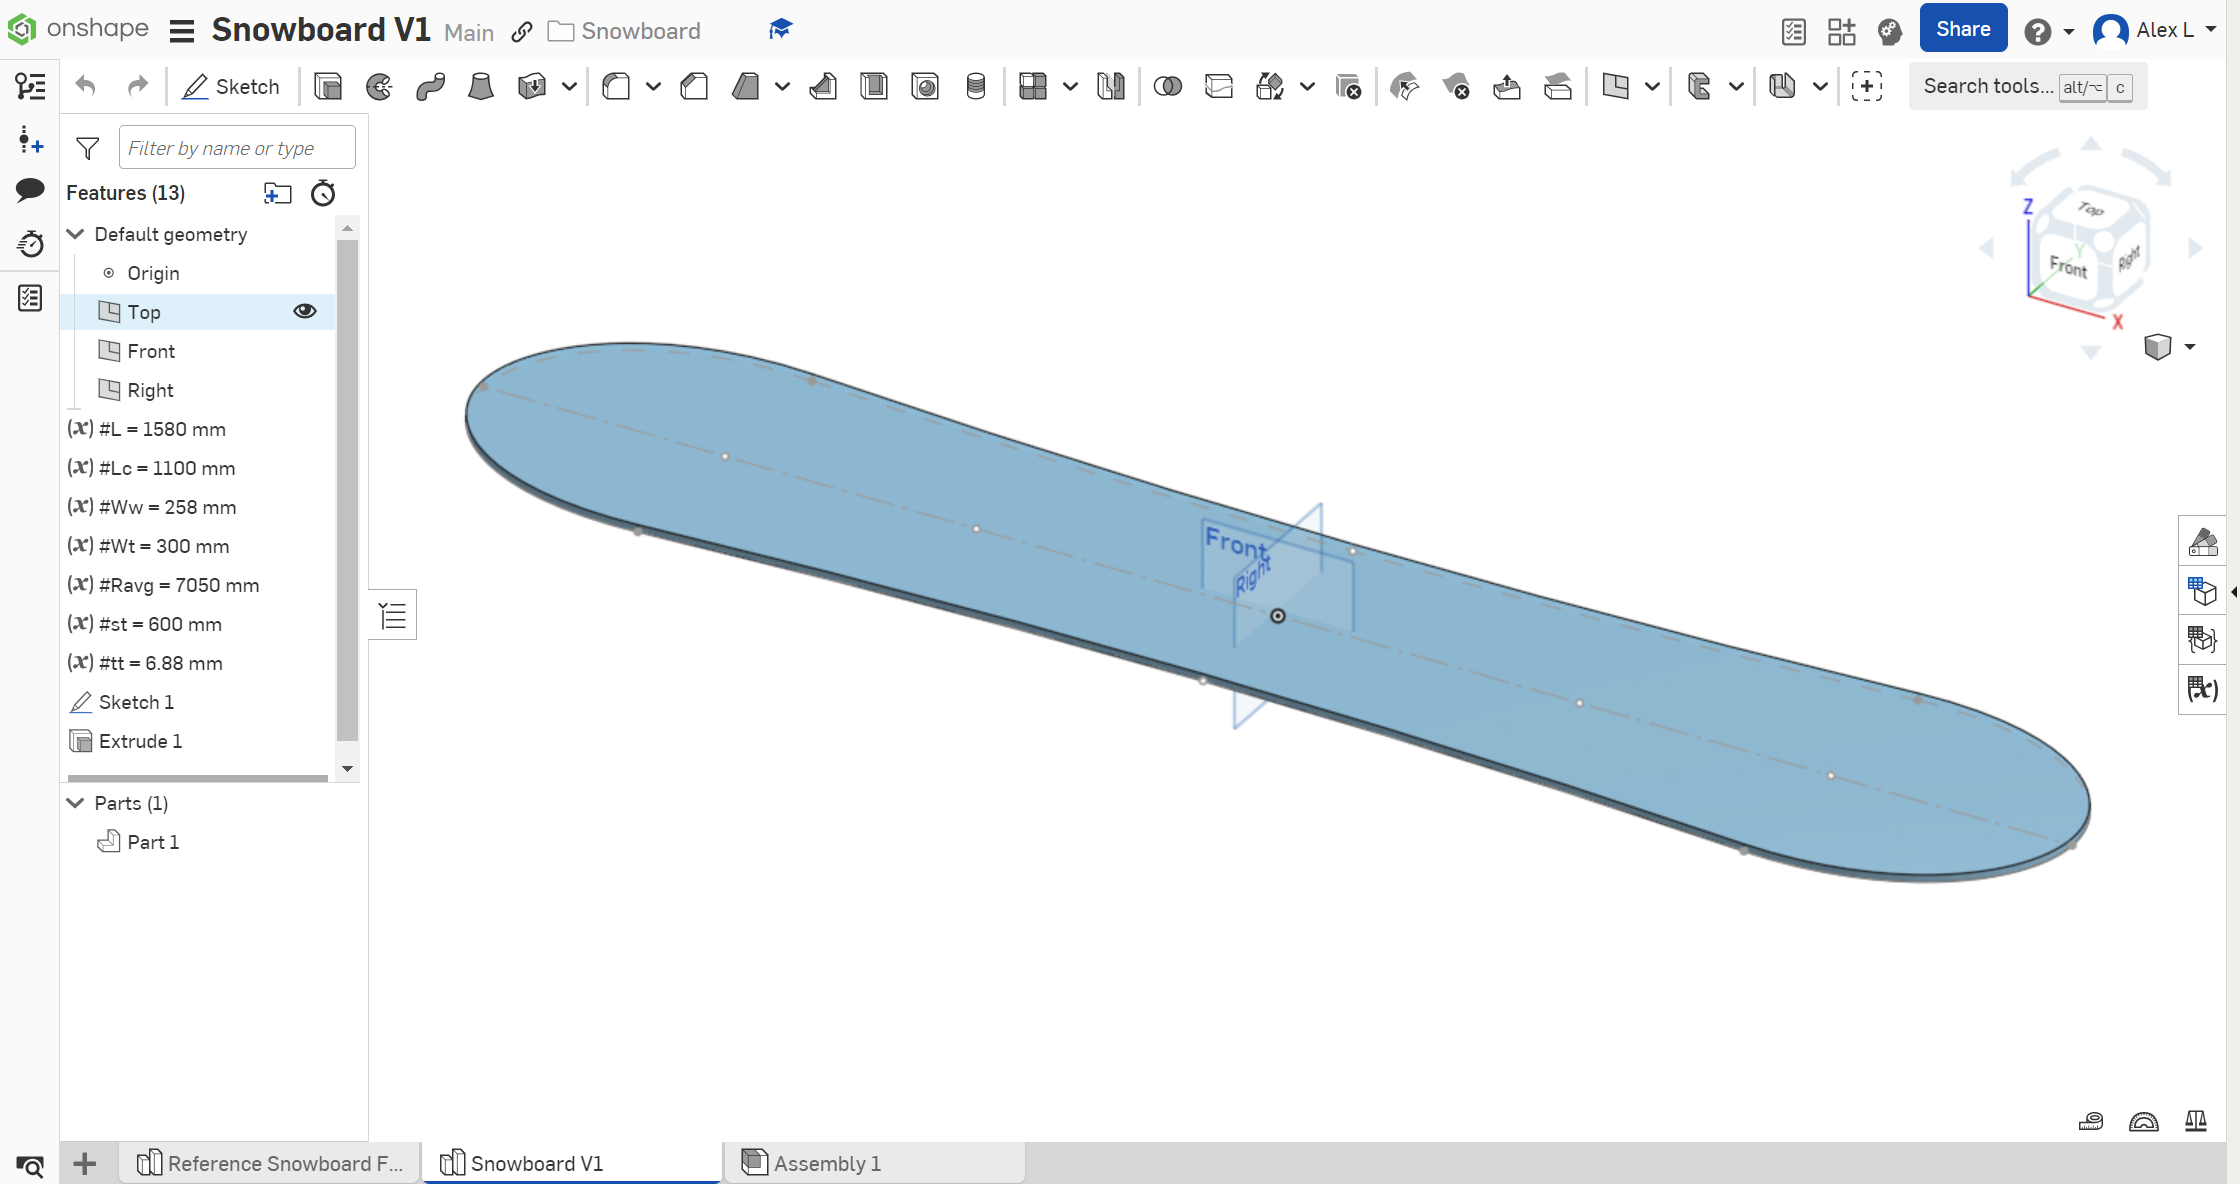 onshape
Snowboard V1 Main Snowboard
Share
Alex L
Sketch
Search tools... alt/⌥ c
Filter by name or type
Features (13)
Default geometry
Origin
Top
Front
Right
(x) #L = 1580 mm
(x) #Lc = 1100 mm
(x) #Ww = 258 mm
(x) #Wt = 300 mm
(x) #Ravg = 7050 mm
(x) #st = 600 mm
(x) #tt = 6.88 mm
Sketch 1
Extrude 1
Parts (1)
Part 1
Front
Right
Z
Top
Y
Front
Right
X
(x)
Reference Snowboard F...
Snowboard V1
Assembly 1